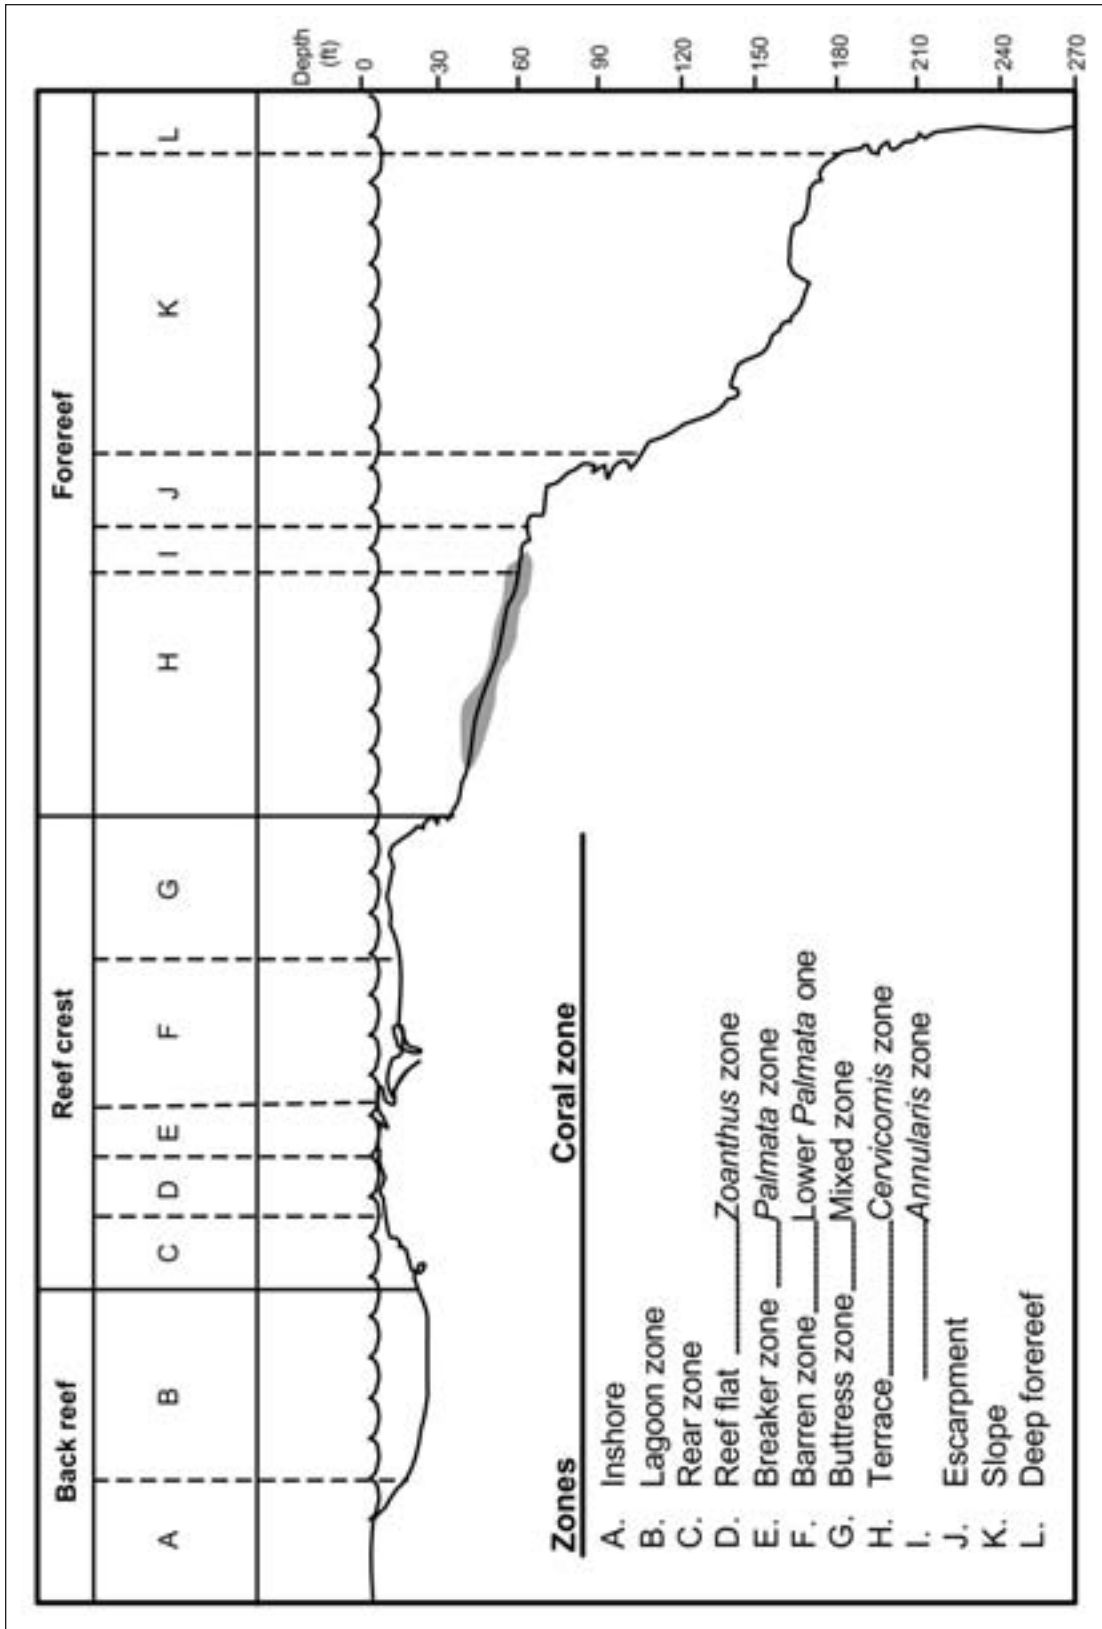 Back reef
Reef crest
Forereef
A
B
C
D
E
F
G
H
I
J
K
L
Depth
(ft)
0
30
60
90
120
150
180
210
240
270
Zones Coral zone
A. Inshore
B. Lagoon zone
C. Rear zone
D. Reef flat Zoanthus zone
E. Breaker zone Palmata zone
F. Barren zone Lower Palmata one
G. Buttress zone Mixed zone
H. Terrace Cervicornis zone
I. Annularis zone
J. Escarpment
K. Slope
L. Deep forereef